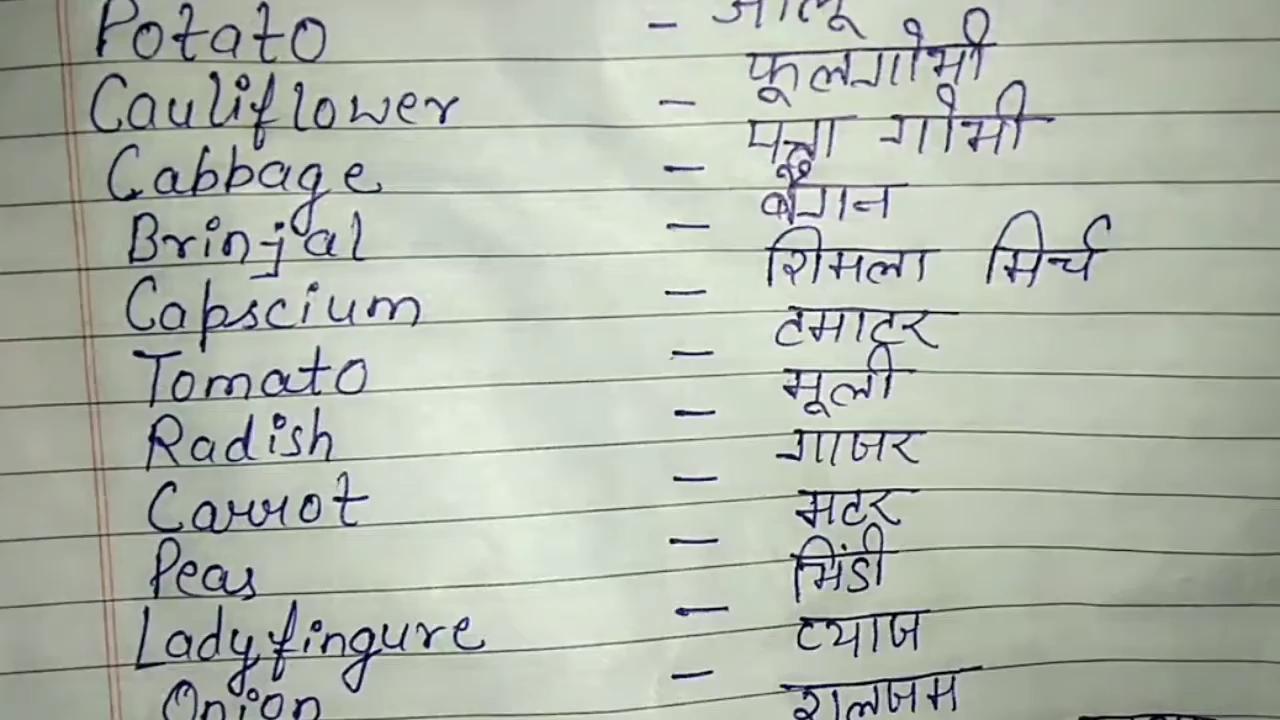 Potato - आलू
Cauliflower - फूलगोभी
Cabbage - पत्ता गोभी
Brinjal - बैंगन
Capscium - शिमला मिर्च
Tomato - टमाटर
Radish - मूली
Carrot - गाजर
Peas - मटर
Ladyfingure - भिंडी
Onion - प्याज
शलजम